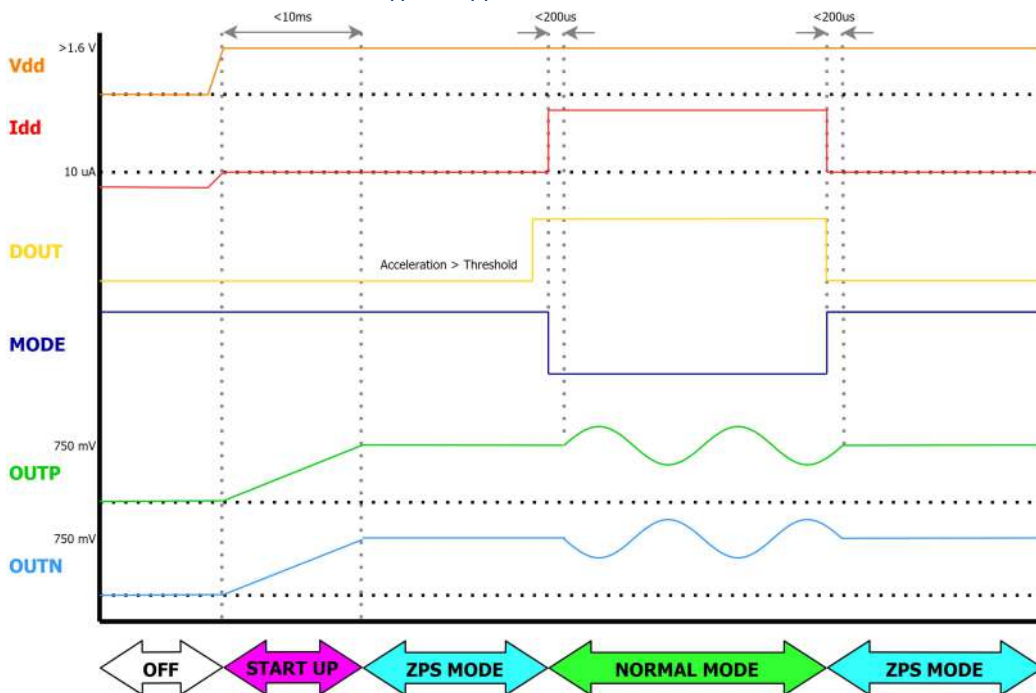 <10ms
<200us
<200us
>1.6 V
Vdd
Idd
10 uA
DOUT
Acceleration > Threshold
MODE
750 mV
OUTP
750 mV
OUTN
OFF
START UP
ZPS MODE
NORMAL MODE
ZPS MODE